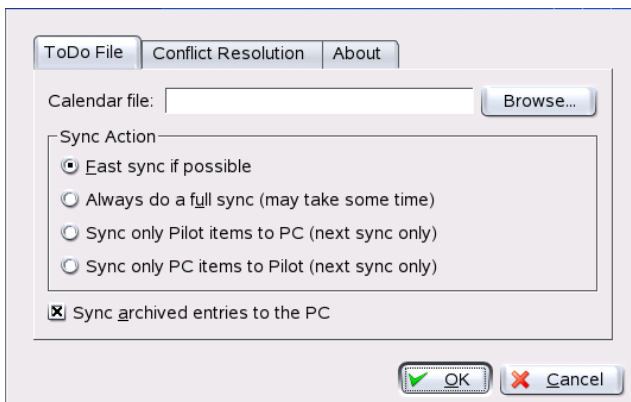 ToDo File Conflict Resolution About
Calendar file: Browse...
Sync Action
Fast sync if possible
Always do a full sync (may take some time)
Sync only Pilot items to PC (next sync only)
Sync only PC items to Pilot (next sync only)
Sync archived entries to the PC
OK Cancel